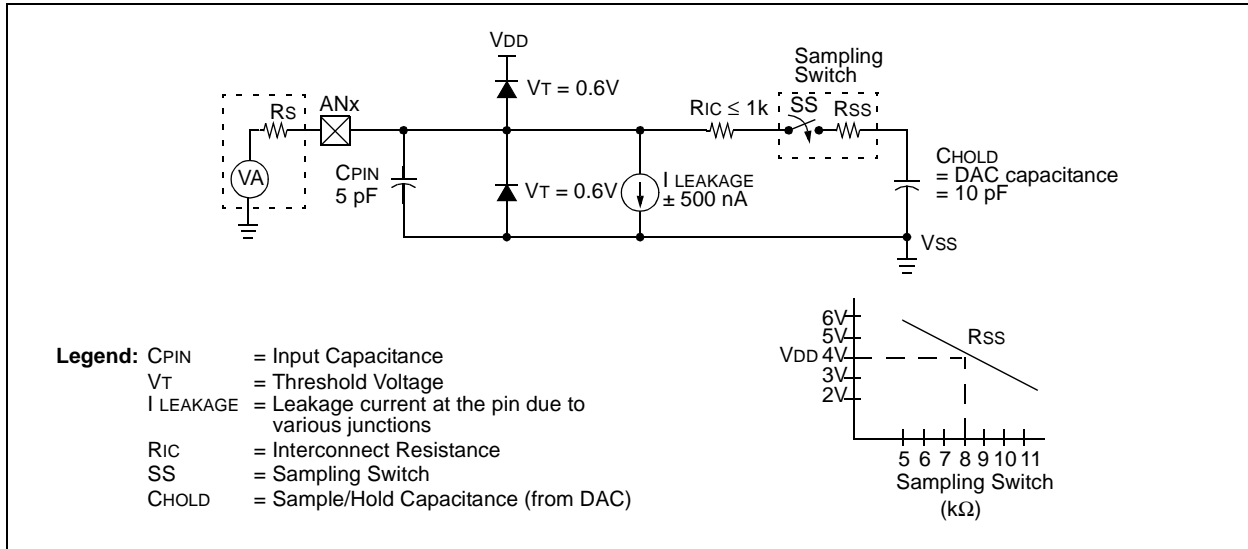 VDD
Sampling
Switch
VT = 0.6V
RS
ANx
RIC ≤ 1k
SS
RSS
VA
CPIN
5 pF
VT = 0.6V
I LEAKAGE
± 500 nA
CHOLD
= DAC capacitance
= 10 pF
VSS
Legend: CPIN = Input Capacitance
VT = Threshold Voltage
I LEAKAGE = Leakage current at the pin due to
various junctions
RIC = Interconnect Resistance
SS = Sampling Switch
CHOLD = Sample/Hold Capacitance (from DAC)
6V
5V
VDD 4V
3V
2V
RSS
5 6 7 8 9 10 11
Sampling Switch
(kΩ)